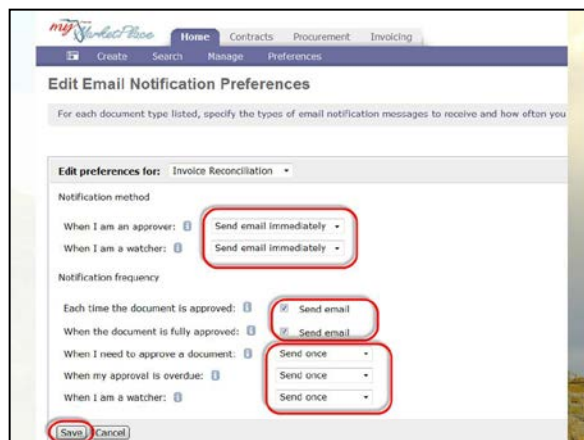 my MarketPlace
Home Contracts Procurement Invoicing
Create Search Manage Preferences
Edit Email Notification Preferences
For each document type listed, specify the types of email notification messages to receive and how often you
Edit preferences for: Invoice Reconciliation
Notification method
When I am an approver: Send email immediately
When I am a watcher: Send email immediately
Notification frequency
Each time the document is approved: Send email
When the document is fully approved: Send email
When I need to approve a document: Send once
When my approval is overdue: Send once
When I am a watcher: Send once
Save Cancel